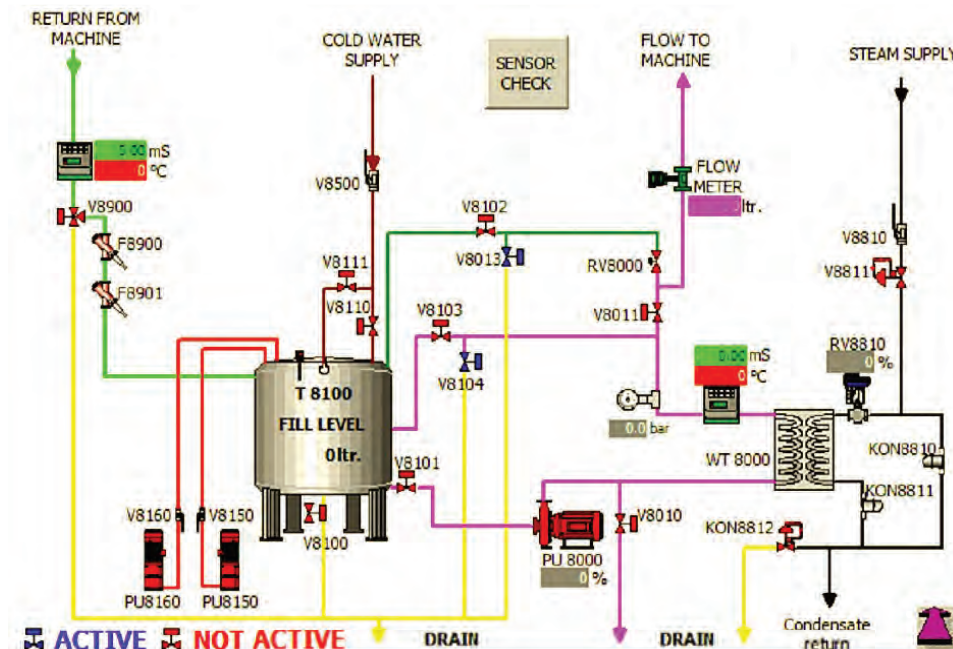 RETURN FROM
MACHINE
COLD WATER
SUPPLY
SENSOR
CHECK
FLOW TO
MACHINE
STEAM SUPPLY
mS
0 ºC
V8900
F8900
F8901
V8500
V8102
V8013
FLOW
METER
ltr.
V8810
V8811
V8111
V8110
V8103
RV8000
V8011
V8104
0.00 mS
0 ºC
RV8810
0 %
T 8100
FILL LEVEL
0ltr.
0.0 bar
WT 8000
KON8810
KON8811
V8101
V8160
V8150
V8100
V8010
KON8812
PU8160
PU8150
PU 8000
0 %
ACTIVE
NOT ACTIVE
DRAIN
DRAIN
Condensate
return